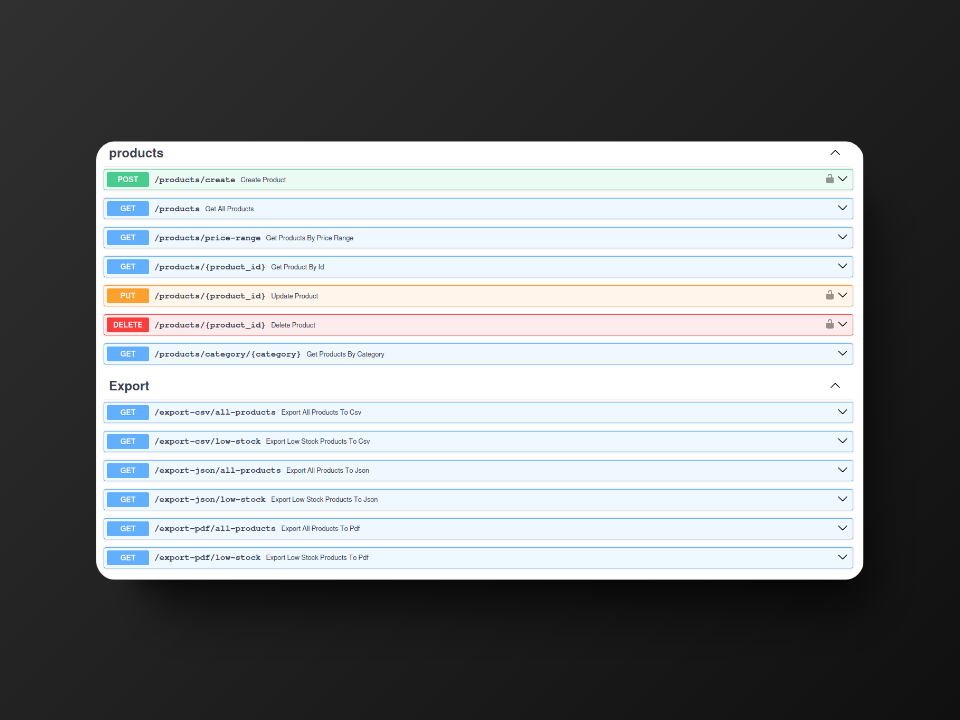 products
POST /products/create Create Product
GET /products Get All Products
GET /products/price-range Get Products By Price Range
GET /products/{product_id} Get Product By Id
PUT /products/{product_id} Update Product
DELETE /products/{product_id} Delete Product
GET /products/category/{category} Get Products By Category
Export
GET /export-csv/all-products Export All Products To Csv
GET /export-csv/low-stock Export Low Stock Products To Csv
GET /export-json/all-products Export All Products To Json
GET /export-json/low-stock Export Low Stock Products To Json
GET /export-pdf/all-products Export All Products To Pdf
GET /export-pdf/low-stock Export Low Stock Products To Pdf